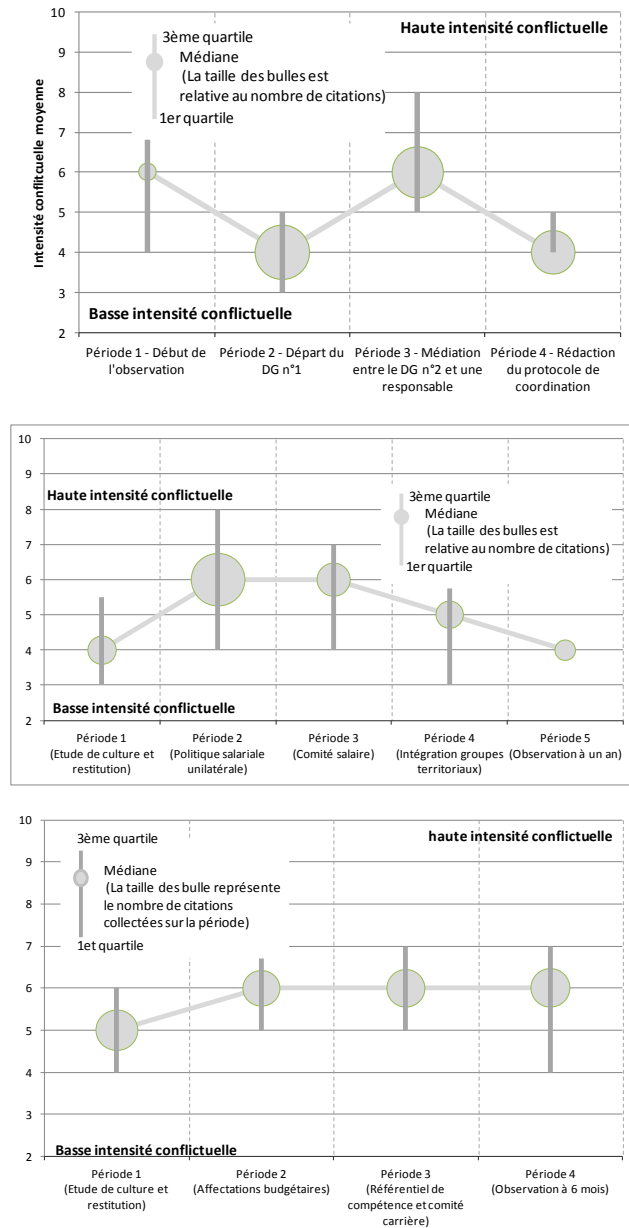 10
9
8
7
6
5
4
3
2
Intensité conflitcuelle moyenne
Haute intensité conflictuelle
3ème quartile
Médiane
(La taille des bulles est
relative au nombre de citations)
1er quartile
Basse intensité conflictuelle
Période 1 - Début de
l'observation
Période 2 - Départ du
DG n°1
Période 3 - Médiation
entre le DG n°2 et une
responsable
Période 4 - Rédaction
du protocole de
coordination
10
9
8
7
6
5
4
3
2
Haute intensité conflictuelle
3ème quartile
Médiane
(La taille des bulles est
relative au nombre de citations)
1er quartile
Basse intensité conflictuelle
Période 1
(Etude de culture et
restitution)
Période 2
(Politique salariale
unilatérale)
Période 3
(Comité salaire)
Période 4
(Intégration groupes
territoriaux)
Période 5
(Observation à un an)
10
9
8
7
6
5
4
3
2
3ème quartile
haute intensité conflictuelle
Médiane
(La taille des bulle représente
le nombre de citations
collectées sur la période)
1et quartile
Basse intensité conflictuelle
Période 1
(Etude de culture et
restitution)
Période 2
(Affectations budgétaires)
Période 3
(Référentiel de
compétence et comité
carrière)
Période 4
(Observation à 6 mois)